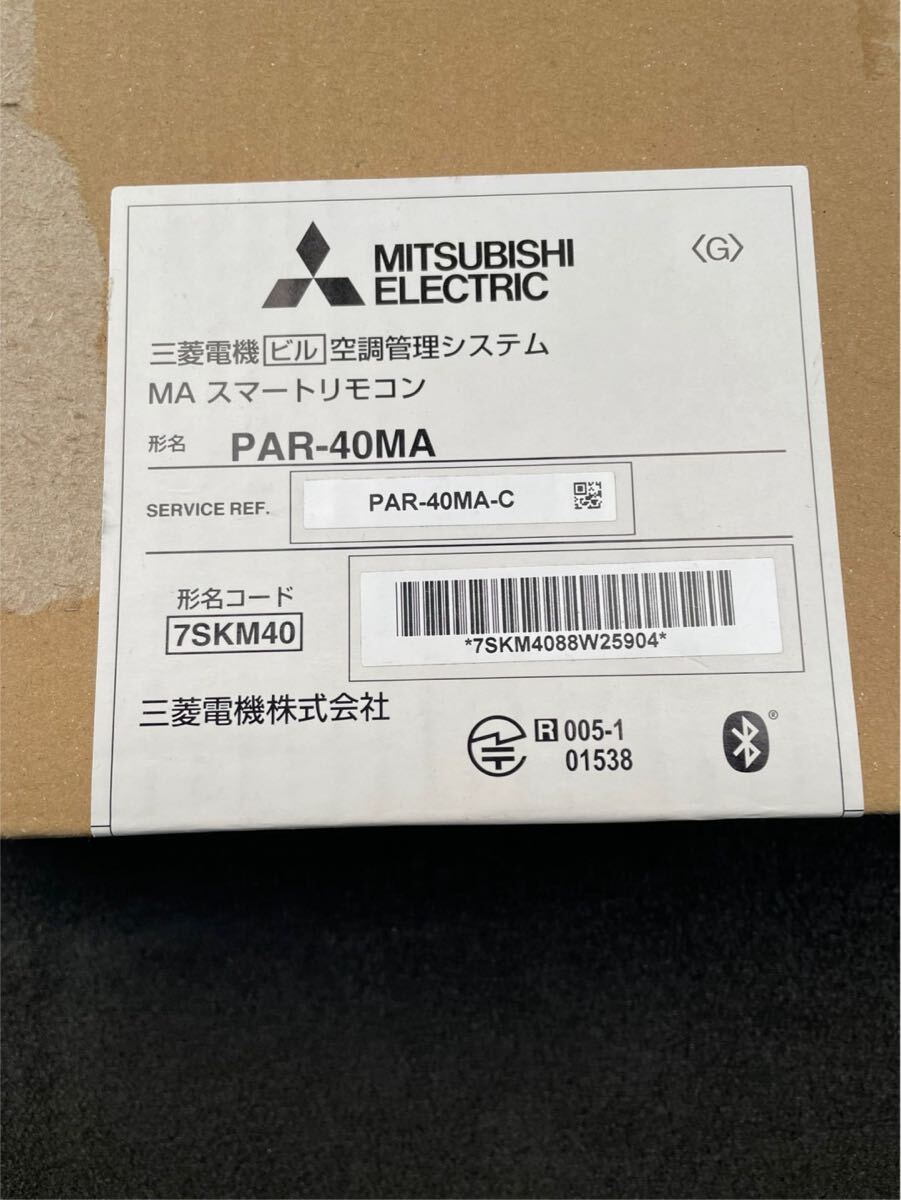 MITSUBISHI
ELECTRIC
〈G〉
三菱電機 ビル 空調管理システム
MA スマートリモコン
形名 PAR-40MA
SERVICE REF. PAR-40MA-C
形名コード
7SKM40
*7SKM4088W25904*
三菱電機株式会社
R 005-1
01538
®